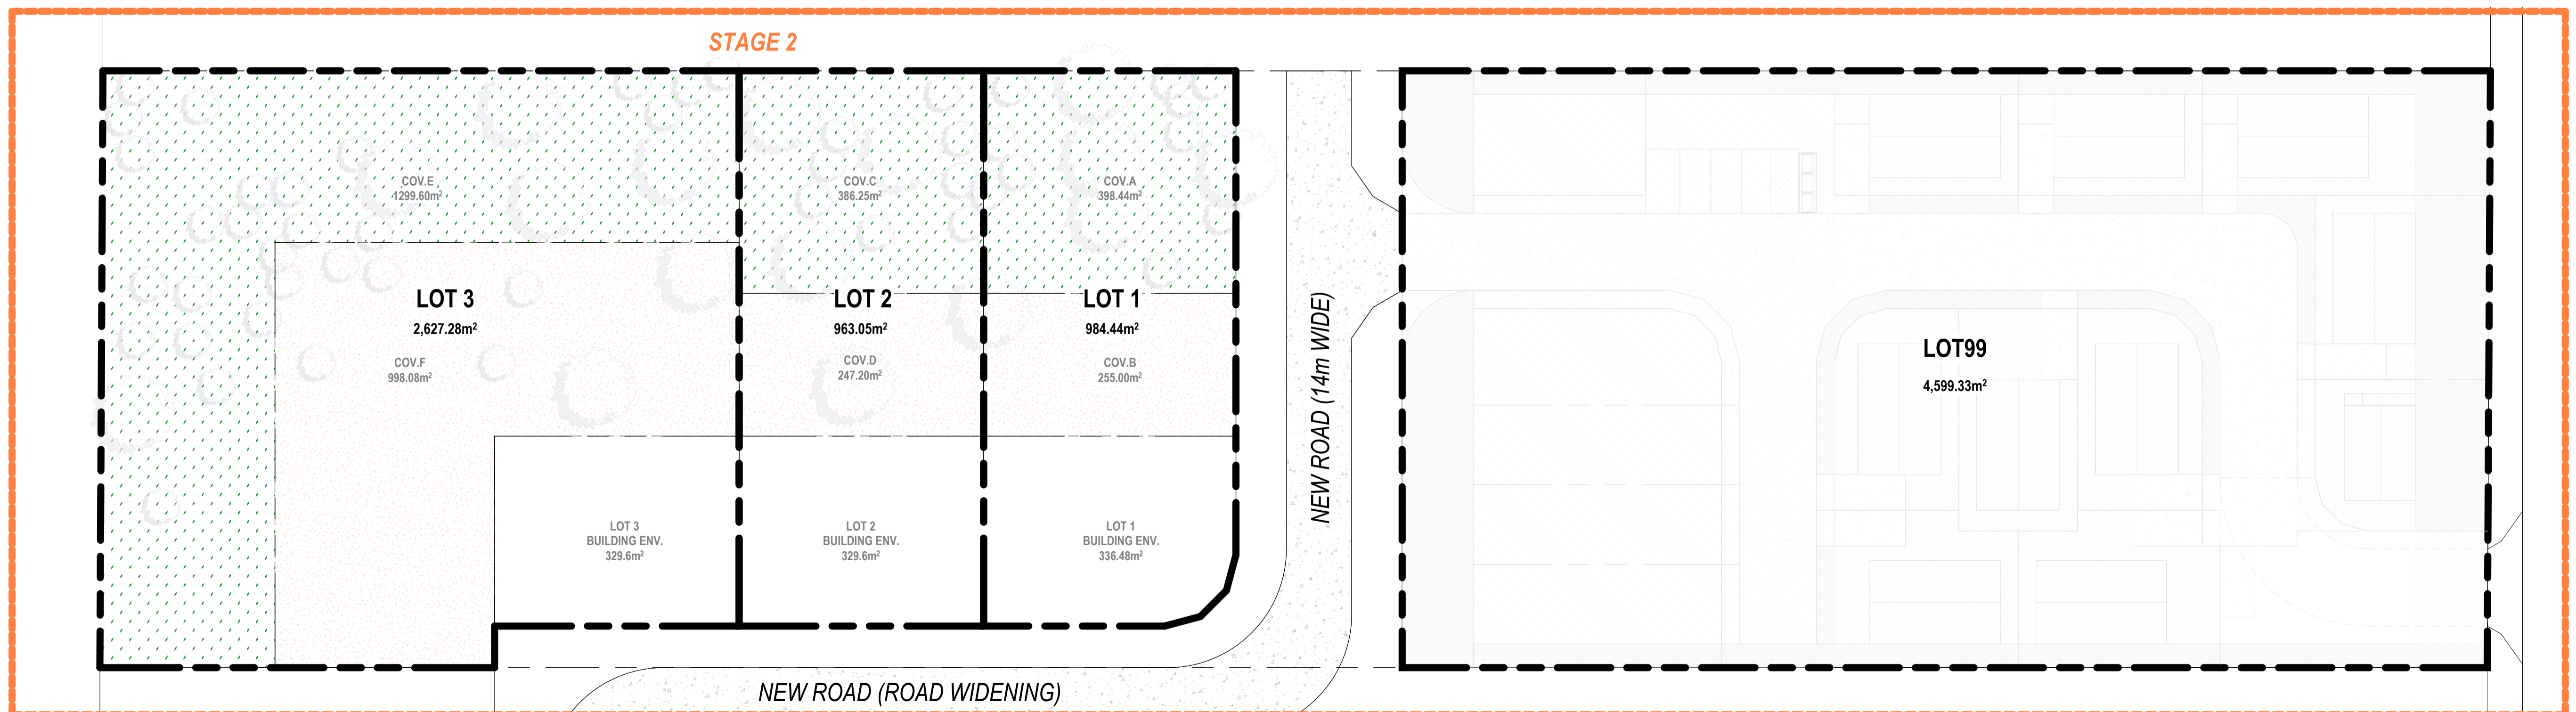 STAGE 2
COV.E
1299.60m²
COV.C
386.25m²
COV.A
398.44m²
LOT 3
2,627.28m²
COV.F
998.08m²
LOT 2
963.05m²
COV.D
247.20m²
LOT 1
984.44m²
COV.B
255.00m²
NEW ROAD (14m WIDE)
LOT99
4,599.33m²
LOT 3
BUILDING ENV.
329.6m²
LOT 2
BUILDING ENV.
329.6m²
LOT 1
BUILDING ENV.
336.48m²
NEW ROAD (ROAD WIDENING)